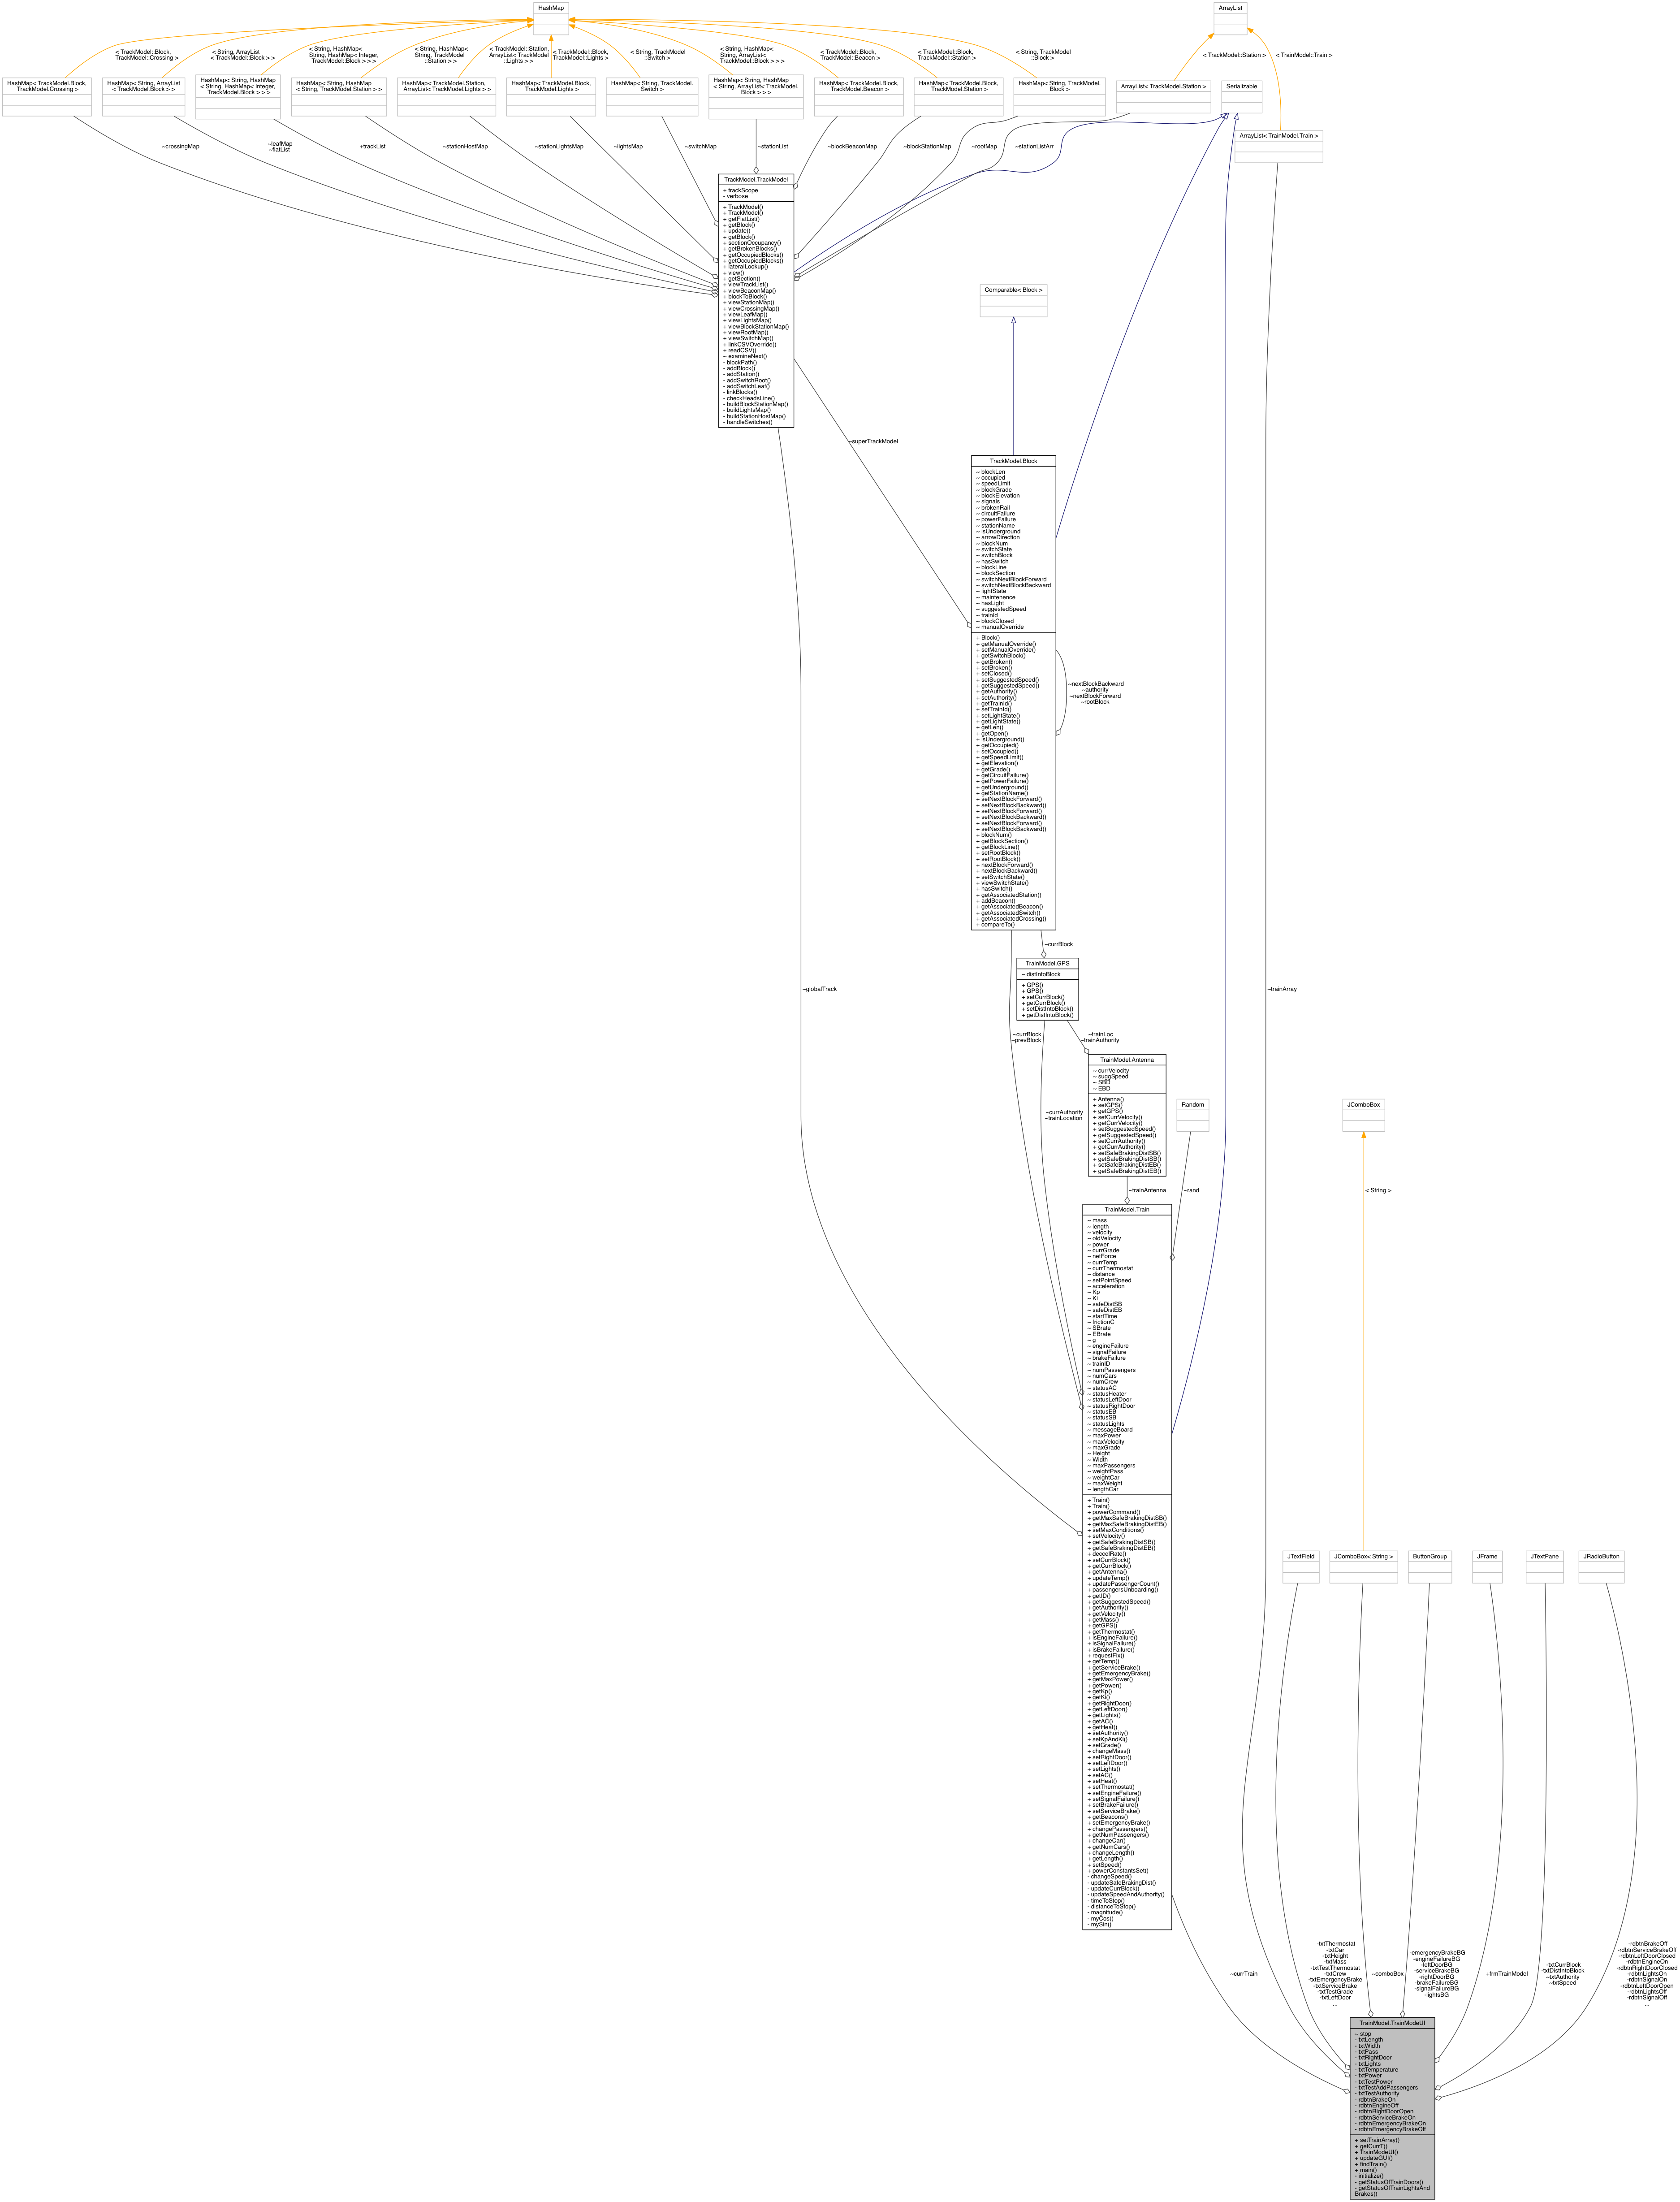 HashMap
ArrayList
< TrackModel::Block,
TrackModel::Crossing >
< String, ArrayList
< TrackModel::Block > >
< String, HashMap<
String, HashMap< Integer,
TrackModel::Block > > >
< String, HashMap<
String, TrackModel
::Station > >
< TrackModel::Station,
ArrayList< TrackModel
::Lights > >
< TrackModel::Block,
TrackModel::Lights >
< String, TrackModel
::Switch >
< String, HashMap<
String, ArrayList<
TrackModel::Block > > >
< TrackModel::Block,
TrackModel::Beacon >
< TrackModel::Block,
TrackModel::Station >
< String, TrackModel
::Block >
< TrackModel::Station >
< TrainModel::Train >
HashMap< TrackModel.Block,
TrackModel.Crossing >
HashMap< String, ArrayList
< TrackModel.Block > >
HashMap< String, HashMap
< String, HashMap< Integer,
TrackModel.Block > > >
HashMap< String, HashMap
< String, TrackModel.Station > >
HashMap< TrackModel.Station,
ArrayList< TrackModel.Lights > >
HashMap< TrackModel.Block,
TrackModel.Lights >
HashMap< String, TrackModel.
Switch >
HashMap< String, HashMap
< String, ArrayList< TrackModel.
Block > > >
HashMap< TrackModel.Block,
TrackModel.Beacon >
HashMap< TrackModel.Block,
TrackModel.Station >
HashMap< String, TrackModel.
Block >
ArrayList< TrackModel.Station >
Serializable
ArrayList< TrainModel.Train >
~crossingMap
~leafMap
~flatList
+trackList
~stationHostMap
~stationLightsMap
~lightsMap
~switchMap
~stationList
~blockBeaconMap
~blockStationMap
~rootMap
~stationListArr
TrackModel.TrackModel
+ trackScope
- verbose
+ TrackModel()
+ TrackModel()
+ getFlatList()
+ getBlock()
+ update()
+ getBlock()
+ sectionOccupancy()
+ getBrokenBlocks()
+ getOccupiedBlocks()
+ getOccupiedBlocks()
+ lateralLookup()
+ view()
+ getSection()
+ viewTrackList()
+ viewBeaconMap()
+ blockToBlock()
+ viewStationMap()
+ viewCrossingMap()
+ viewLeafMap()
+ viewLightsMap()
+ viewBlockStationMap()
+ viewRootMap()
+ viewSwitchMap()
+ linkCSVOverride()
+ readCSV()
~ examineNext()
- blockPath()
- addBlock()
- addStation()
- addSwitchRoot()
- addSwitchLeaf()
- linkBlocks()
- checkHeadsLine()
- buildBlockStationMap()
- buildLightsMap()
- buildStationHostMap()
- handleSwitches()
Comparable< Block >
~superTrackModel
TrackModel.Block
~ blockLen
~ occupied
~ speedLimit
~ blockGrade
~ blockElevation
~ signals
~ brokenRail
~ circuitFailure
~ powerFailure
~ stationName
~ isUnderground
~ arrowDirection
~ blockNum
~ switchState
~ switchBlock
~ hasSwitch
~ blockLine
~ blockSection
~ switchNextBlockForward
~ switchNextBlockBackward
~ lightState
~ maintenence
~ hasLight
~ suggestedSpeed
~ trainId
~ blockClosed
~ manualOverride
+ Block()
+ getManualOverride()
+ setManualOverride()
+ getSwitchBlock()
+ getBroken()
+ setBroken()
+ setClosed()
+ setSuggestedSpeed()
+ getSuggestedSpeed()
+ getAuthority()
+ setAuthority()
+ getTrainId()
+ setTrainId()
+ setLightState()
+ getLightState()
+ getLen()
+ getOpen()
+ isUnderground()
+ getOccupied()
+ setOccupied()
+ getSpeedLimit()
+ getElevation()
+ getGrade()
+ getCircuitFailure()
+ getPowerFailure()
+ getUnderground()
+ getStationName()
+ setNextBlockForward()
+ setNextBlockBackward()
+ setNextBlockForward()
+ setNextBlockBackward()
+ setNextBlockForward()
+ setNextBlockBackward()
+ blockNum()
+ getBlockSection()
+ getBlockLine()
+ setRootBlock()
+ setRootBlock()
+ nextBlockForward()
+ nextBlockBackward()
+ setSwitchState()
+ viewSwitchState()
+ hasSwitch()
+ getAssociatedStation()
+ addBeacon()
+ getAssociatedBeacon()
+ getAssociatedSwitch()
+ getAssociatedCrossing()
+ compareTo()
~nextBlockBackward
~authority
~nextBlockForward
~rootBlock
~currBlock
~globalTrack
~trainArray
TrainModel.GPS
~ distIntoBlock
+ GPS()
+ GPS()
+ setCurrBlock()
+ getCurrBlock()
+ setDistIntoBlock()
+ getDistIntoBlock()
~currBlock
~prevBlock
~trainLoc
~trainAuthority
TrainModel.Antenna
~ currVelocity
~ suggSpeed
~ SBD
~ EBD
+ Antenna()
+ setGPS()
+ getGPS()
+ setCurrVelocity()
+ getCurrVelocity()
+ setSuggestedSpeed()
+ getSuggestedSpeed()
+ setCurrAuthority()
+ getCurrAuthority()
+ setSafeBrakingDistSB()
+ getSafeBrakingDistSB()
+ setSafeBrakingDistEB()
+ getSafeBrakingDistEB()
~currAuthority
~trainLocation
Random
JComboBox
~trainAntenna
~rand
< String >
TrainModel.Train
~ mass
~ length
~ velocity
~ oldVelocity
~ power
~ currGrade
~ netForce
~ currTemp
~ currThermostat
~ distance
~ setPointSpeed
~ acceleration
~ Kp
~ Ki
~ safeDistSB
~ safeDistEB
~ startTime
~ frictionC
~ SBrate
~ EBrate
~ g
~ engineFailure
~ signalFailure
~ brakeFailure
~ trainID
~ numPassengers
~ numCars
~ numCrew
~ statusAC
~ statusHeater
~ statusLeftDoor
~ statusRightDoor
~ statusEB
~ statusSB
~ statusLights
~ messageBoard
~ maxPower
~ maxVelocity
~ maxGrade
~ Height
~ Width
~ maxPassengers
~ weightPass
~ weightCar
~ maxWeight
~ lengthCar
+ Train()
+ Train()
+ powerCommand()
+ getMaxSafeBrakingDistSB()
+ getMaxSafeBrakingDistEB()
+ setMaxConditions()
+ setVelocity()
+ getSafeBrakingDistSB()
+ getSafeBrakingDistEB()
+ deccelRate()
+ setCurrBlock()
+ getCurrBlock()
+ getAntenna()
+ updateTemp()
+ updatePassengerCount()
+ passengersUnboarding()
+ getID()
+ getSuggestedSpeed()
+ getAuthority()
+ getVelocity()
+ getMass()
+ getGPS()
+ getThermostat()
+ isEngineFailure()
+ isSignalFailure()
+ isBrakeFailure()
+ requestFix()
+ getTemp()
+ getServiceBrake()
+ getEmergencyBrake()
+ getMaxPower()
+ getPower()
+ getKp()
+ getKi()
+ getRightDoor()
+ getLeftDoor()
+ getLights()
+ getAC()
+ getHeat()
+ setAuthority()
+ setKpAndKi()
+ setGrade()
+ changeMass()
+ setRightDoor()
+ setLeftDoor()
+ setLights()
+ setAC()
+ setHeat()
+ setThermostat()
+ setEngineFailure()
+ setSignalFailure()
+ setBrakeFailure()
+ setServiceBrake()
+ getBeacons()
+ setEmergencyBrake()
+ changePassengers()
+ getNumPassengers()
+ changeCar()
+ getNumCars()
+ changeLength()
+ getLength()
+ setSpeed()
+ powerConstantsSet()
- changeSpeed()
- updateSafeBrakingDist()
- updateCurrBlock()
- updateSpeedAndAuthority()
- timeToStop()
- distanceToStop()
- magnitude()
- myCos()
- mySin()
JTextField
JComboBox< String >
ButtonGroup
JFrame
JTextPane
JRadioButton
~currTrain
-txtThermostat
-txtCar
-txtHeight
-txtMass
-txtTestThermostat
-txtCrew
-txtEmergencyBrake
-txtServiceBrake
-txtTestGrade
-txtLeftDoor
...
~comboBox
-emergencyBrakeBG
-engineFailureBG
-leftDoorBG
-serviceBrakeBG
-rightDoorBG
-brakeFailureBG
-signalFailureBG
-lightsBG
+frmTrainModel
-txtCurrBlock
-txtDistIntoBlock
~txtAuthority
~txtSpeed
-rdbtnBrakeOff
-rdbtnServiceBrakeOff
-rdbtnLeftDoorClosed
-rdbtnEngineOn
-rdbtnRightDoorClosed
-rdbtnLightsOn
-rdbtnSignalOn
-rdbtnLeftDoorOpen
-rdbtnLightsOff
-rdbtnSignalOff
...
TrainModel.TrainModeUI
~ stop
- txtLength
- txtWidth
- txtPass
- txtRightDoor
- txtLights
- txtTemperature
- txtPower
- txtTestPower
- txtTestAddPassengers
- txtTestAuthority
- rdbtnBrakeOn
- rdbtnEngineOff
- rdbtnRightDoorOpen
- rdbtnServiceBrakeOn
- rdbtnEmergencyBrakeOn
- rdbtnEmergencyBrakeOff
+ setTrainArray()
+ getCurrT()
+ TrainModeUI()
+ updateGUI()
+ findTrain()
+ main()
- initialize()
- getStatusOfTrainDoors()
- getStatusOfTrainLightsAnd
Brakes()